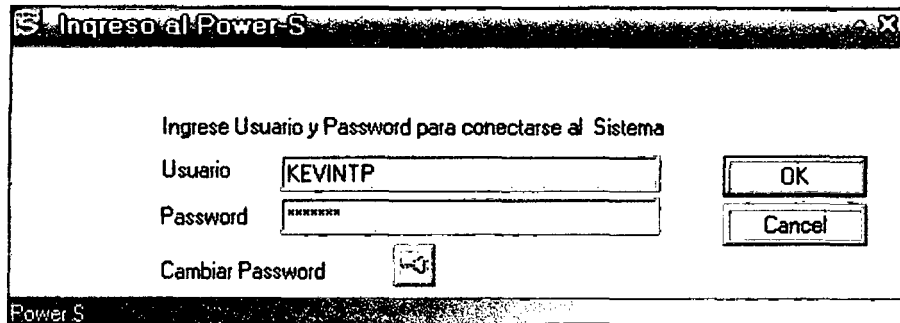 Ingreso al Power-S
Ingrese Usuario y Password para conectarse al Sistema
Usuario KEVINTP OK
Password ******* Cancel
Cambiar Password
Power S